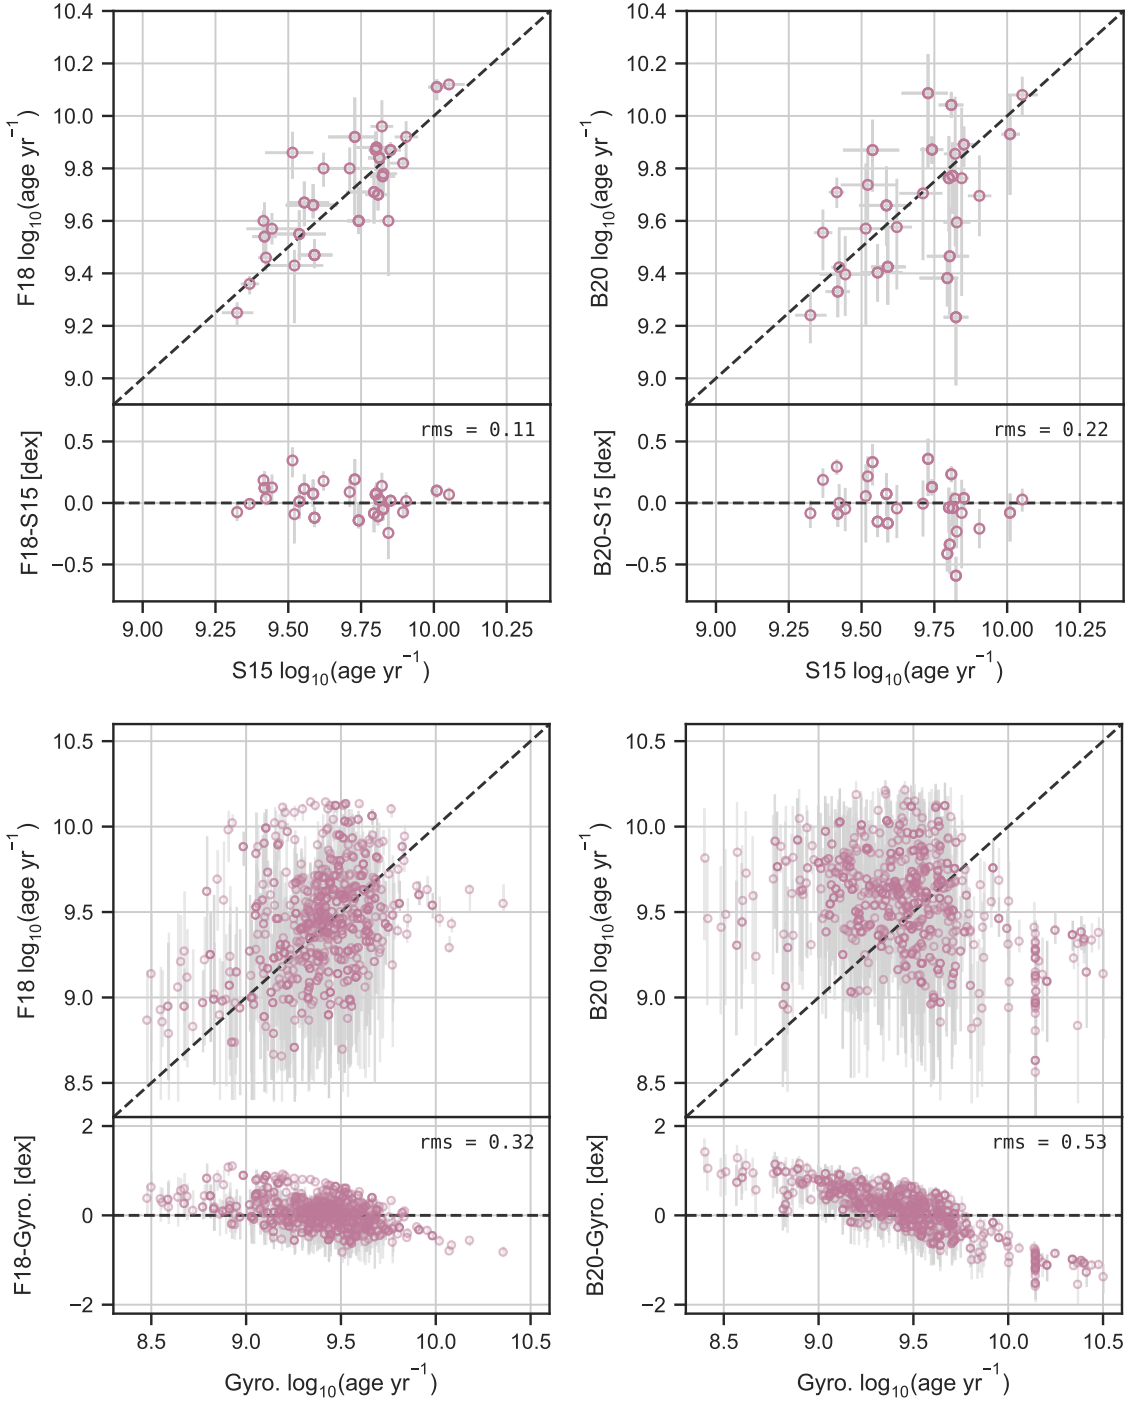 10.4
10.2
10.0
9.8
9.6
9.4
9.2
9.0
F18 log₁₀(age yr⁻¹)
10.4
10.2
10.0
9.8
9.6
9.4
9.2
9.0
B20 log₁₀(age yr⁻¹)
rms = 0.11
0.5
0.0
−0.5
F18-S15 [dex]
rms = 0.22
0.5
0.0
−0.5
B20-S15 [dex]
9.00 9.25 9.50 9.75 10.00 10.25
S15 log₁₀(age yr⁻¹)
9.00 9.25 9.50 9.75 10.00 10.25
S15 log₁₀(age yr⁻¹)
10.5
10.0
9.5
9.0
8.5
F18 log₁₀(age yr⁻¹)
10.5
10.0
9.5
9.0
8.5
B20 log₁₀(age yr⁻¹)
rms = 0.32
2
0
−2
F18-Gyro. [dex]
rms = 0.53
2
0
−2
B20-Gyro. [dex]
8.5 9.0 9.5 10.0 10.5
Gyro. log₁₀(age yr⁻¹)
8.5 9.0 9.5 10.0 10.5
Gyro. log₁₀(age yr⁻¹)